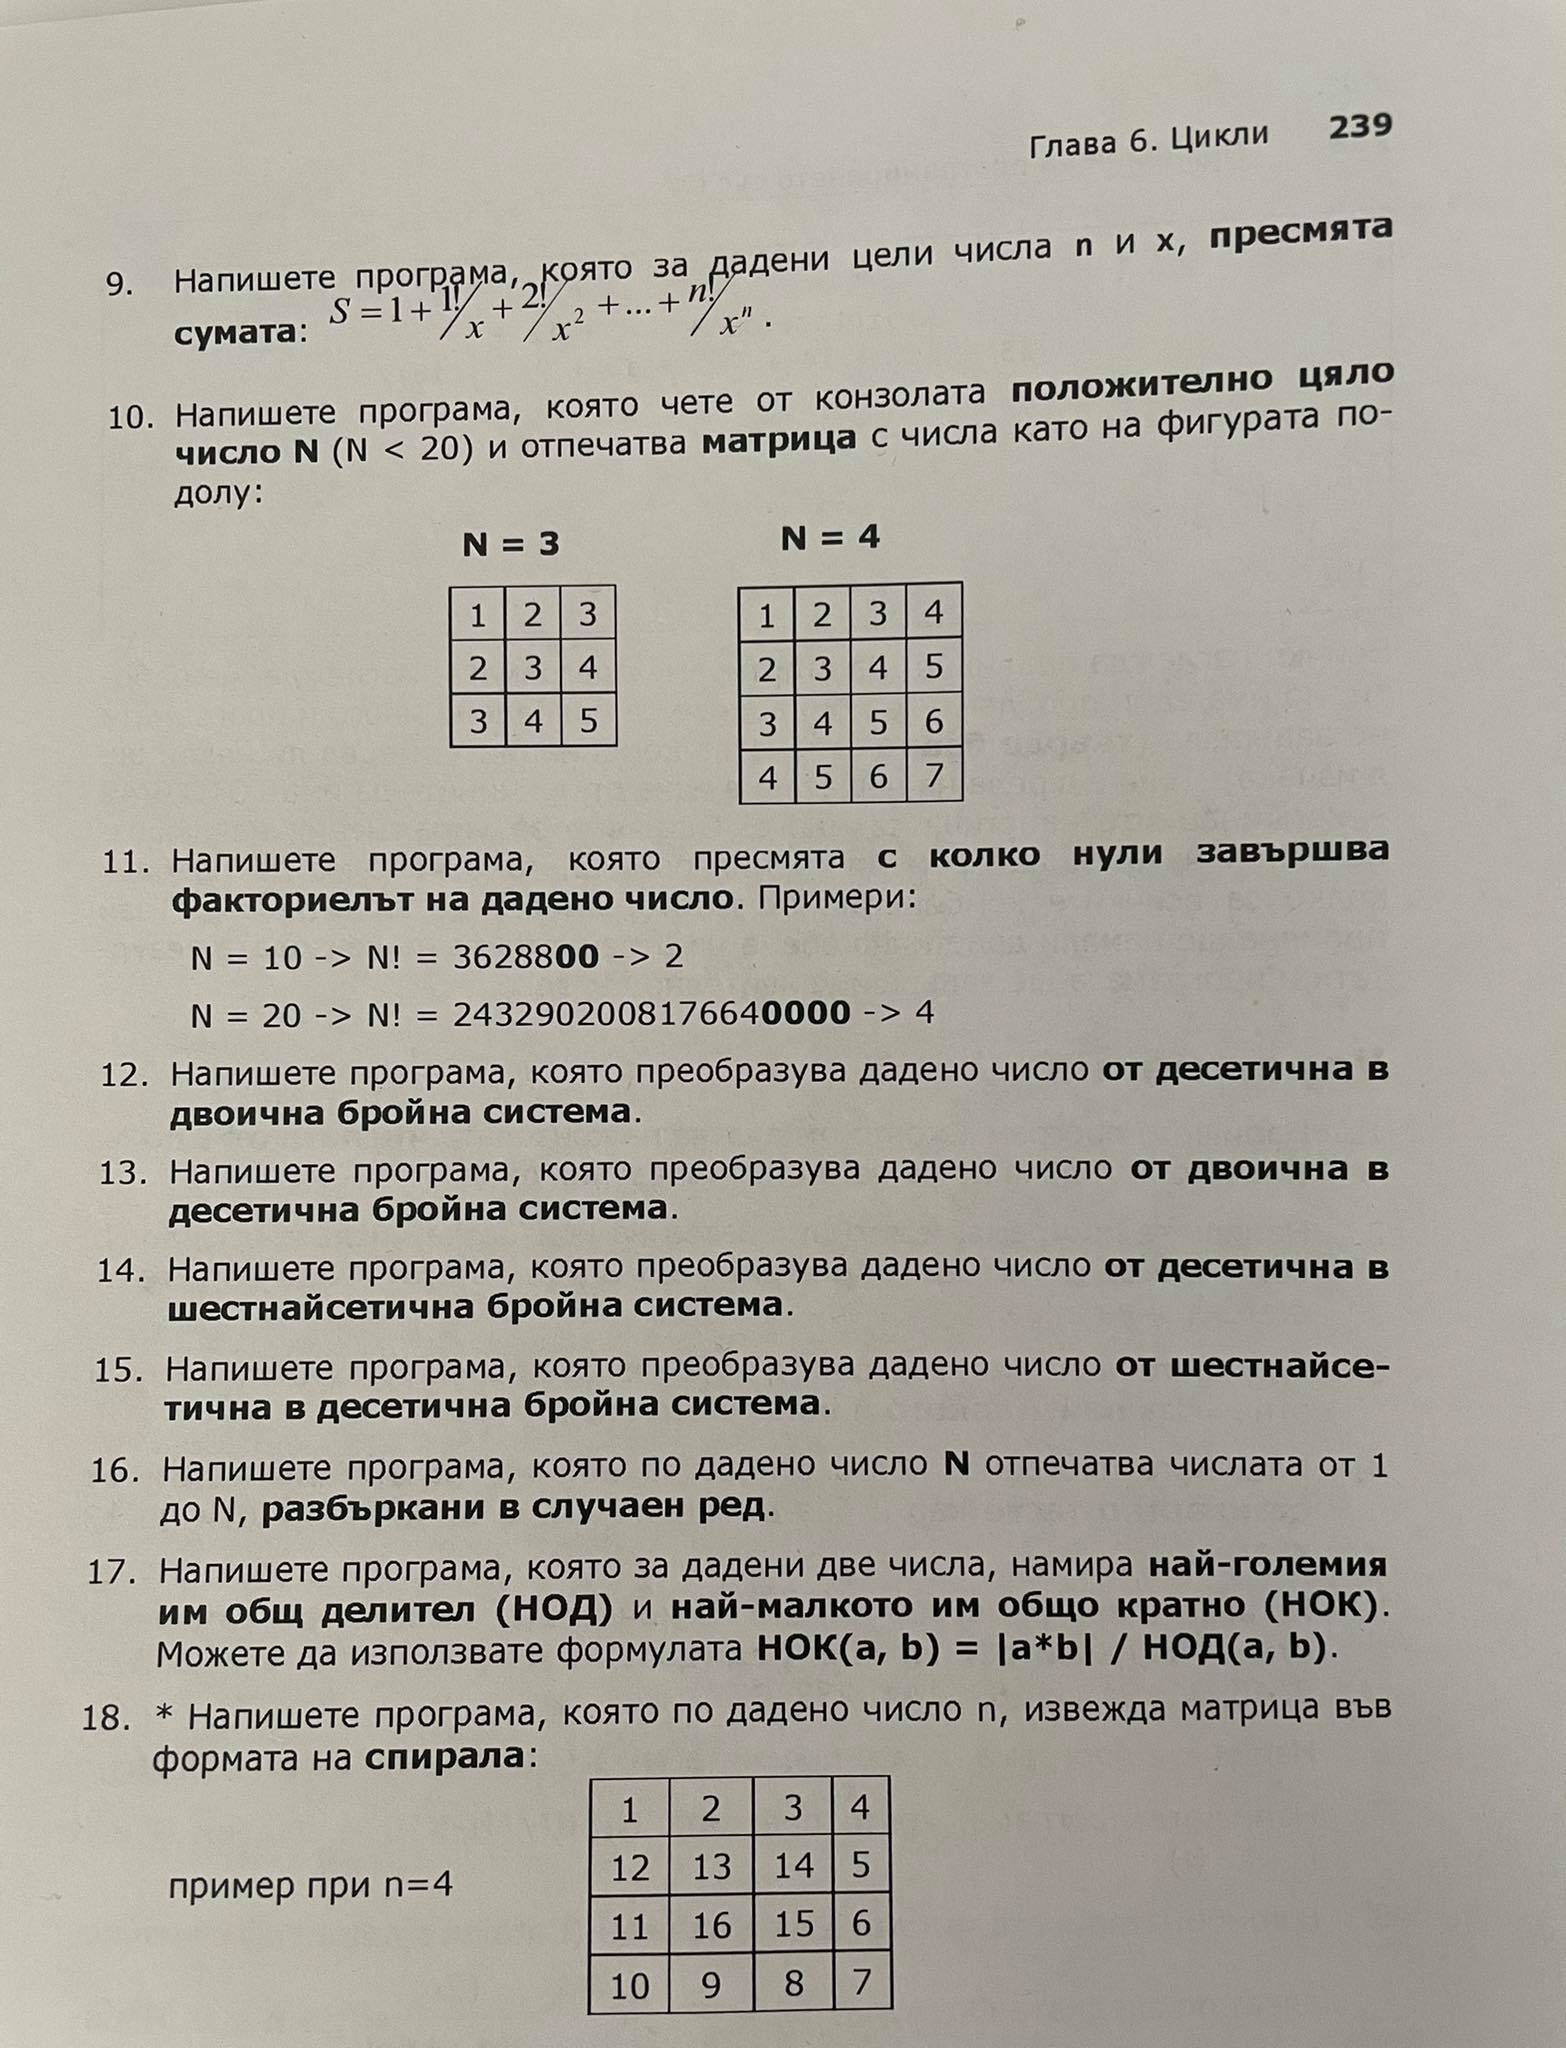 Глава 6. Цикли 239
9. Напишете програма, която за дадени цели числа n и x, пресмята
сумата: S = 1 + 1!/x + 2!/x² + ... + n!/xⁿ .
10. Напишете програма, която чете от конзолата положително цяло
число N (N < 20) и отпечатва матрица с числа като на фигурата по-
долу:
N = 3 N = 4
1 2 3
2 3 4
3 4 5
1 2 3 4
2 3 4 5
3 4 5 6
4 5 6 7
11. Напишете програма, която пресмята с колко нули завършва
факториелът на дадено число. Примери:
N = 10 -> N! = 3628800 -> 2
N = 20 -> N! = 2432902008176640000 -> 4
12. Напишете програма, която преобразува дадено число от десетична в
двоична бройна система.
13. Напишете програма, която преобразува дадено число от двоична в
десетична бройна система.
14. Напишете програма, която преобразува дадено число от десетична в
шестнайсетична бройна система.
15. Напишете програма, която преобразува дадено число от шестнайсе-
тична в десетична бройна система.
16. Напишете програма, която по дадено число N отпечатва числата от 1
до N, разбъркани в случаен ред.
17. Напишете програма, която за дадени две числа, намира най-големия
им общ делител (НОД) и най-малкото им общо кратно (НОК).
Можете да използвате формулата НОК(a, b) = |a*b| / НОД(a, b).
18. * Напишете програма, която по дадено число n, извежда матрица във
формата на спирала:
пример при n=4
1 2 3 4
12 13 14 5
11 16 15 6
10 9 8 7